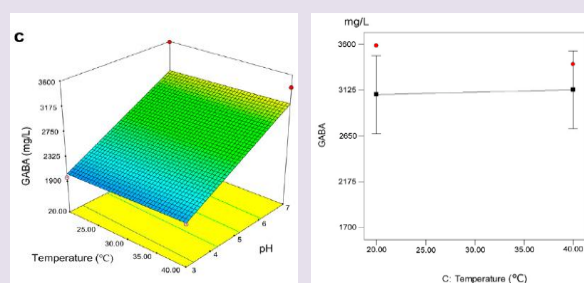 c
3600
3175
2750
2325
1900
GABA (mg/L)
20.00
25.00
30.00
35.00
40.00
Temperature (℃)
3
4
5
6
7
pH
mg/L
3600
3125
2650
2175
1700
GABA
20.00 25.00 30.00 35.00 40.00
C: Temperature (℃)